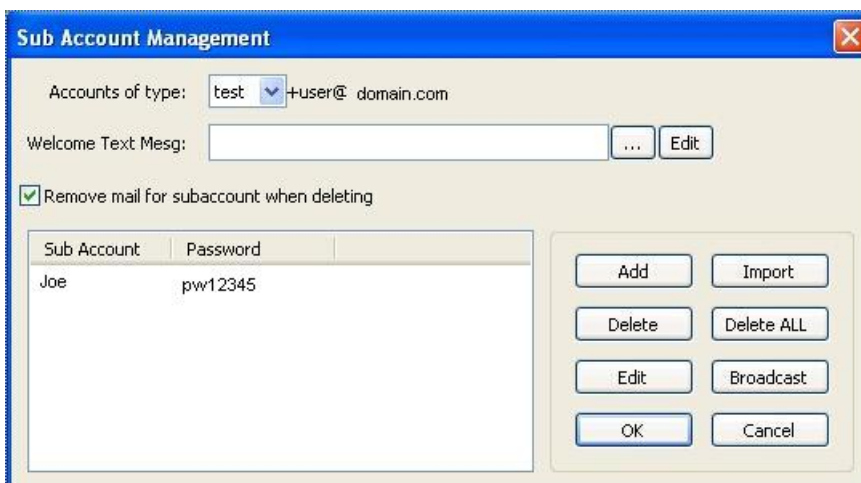 Sub Account Management
Accounts of type: test +user@ domain.com
Welcome Text Mesg: ... Edit
Remove mail for subaccount when deleting
Sub Account Password
Joe pw12345
Add Import
Delete Delete ALL
Edit Broadcast
OK Cancel